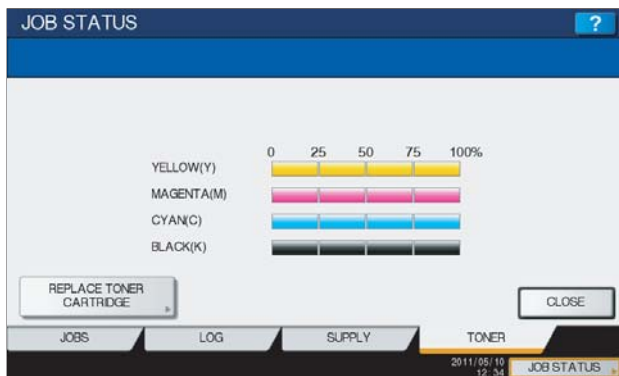 JOB STATUS
?
0 25 50 75 100%
YELLOW(Y)
MAGENTA(M)
CYAN(C)
BLACK(K)
REPLACE TONER
CARTRIDGE
CLOSE
JOBS LOG SUPPLY TONER
2011/05/10
12:34
JOB STATUS